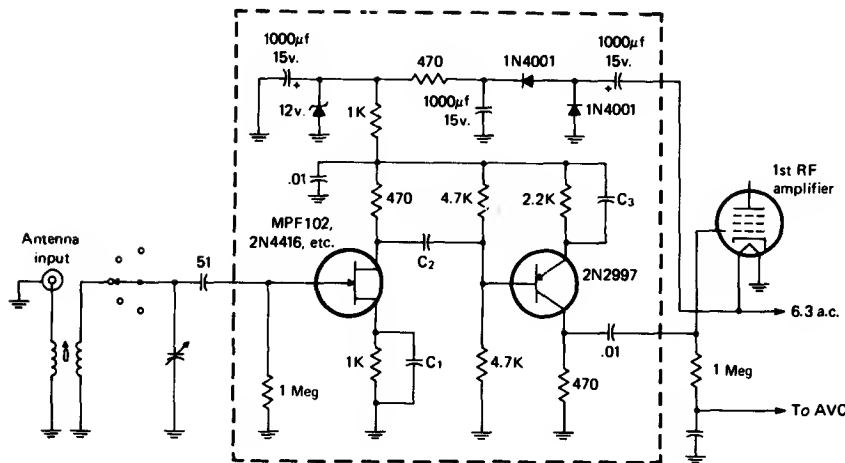 1000µf
15v.
470
1N4001
1000µf
15v.
12v.
1K
1000µf
15v.
1N4001
.01
470
4.7K
2.2K
C3
1st RF
amplifier
MPF102,
2N4416, etc.
Antenna
input
51
C2
2N2997
6.3 a.c.
.01
1K
C1
4.7K
1 Meg
470
1 Meg
To AVC